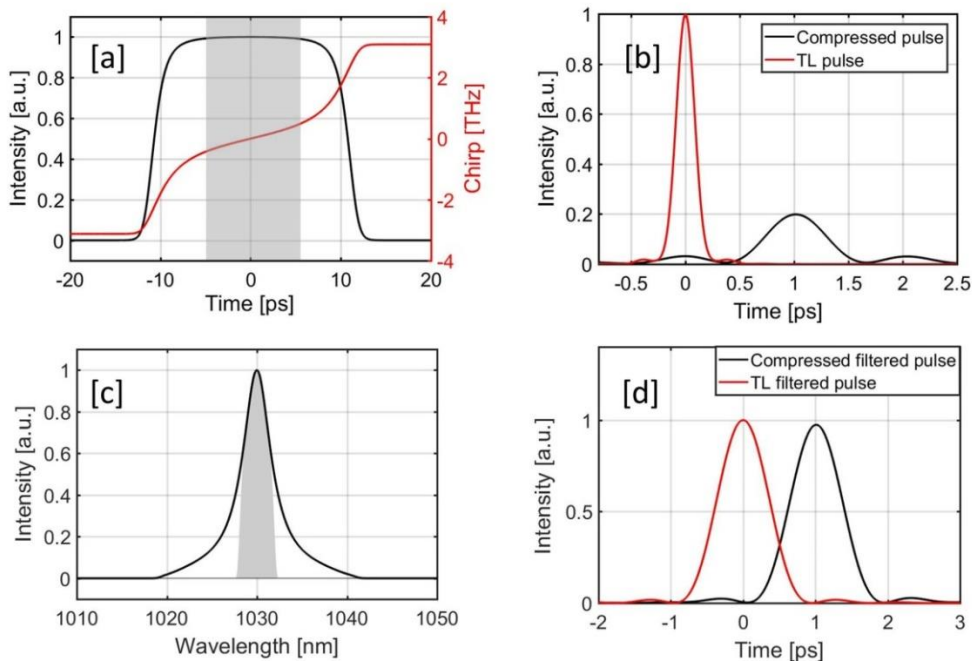 [a]
Intensity [a.u.]
1
0.8
0.6
0.4
0.2
0
-20
-10
0
10
20
Time [ps]
4
2
0
-2
-4
Chirp [THz]
[b]
Compressed pulse
TL pulse
Intensity [a.u.]
1
0.8
0.6
0.4
0.2
0
-0.5
0
0.5
1
1.5
2
2.5
Time [ps]
[c]
Intensity [a.u.]
1
0.8
0.6
0.4
0.2
0
1010
1020
1030
1040
1050
Wavelength [nm]
Compressed filtered pulse
TL filtered pulse
[d]
Intensity [a.u.]
1
0.5
0
-2
-1
0
1
2
3
Time [ps]